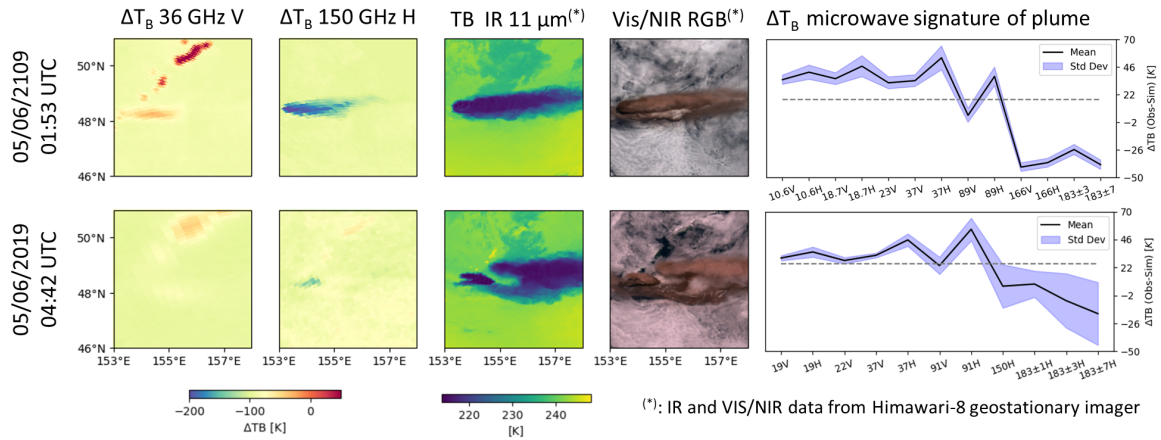 ΔT_B 36 GHz V
ΔT_B 150 GHz H
TB IR 11 µm(*)
Vis/NIR RGB(*)
ΔT_B microwave signature of plume
05/06/2109
01:53 UTC
50°N
48°N
46°N
Mean
Std Dev
70
46
22
−2
−26
−50
ΔTB (Obs-Sim) [K]
10.6V
10.6H
18.7V
18.7H
23V
37V
37H
89V
89H
166V
166H
183±3
183±7
05/06/2019
04:42 UTC
50°N
48°N
46°N
153°E
155°E
157°E
153°E
155°E
157°E
153°E
155°E
157°E
153°E
155°E
157°E
Mean
Std Dev
70
46
22
−2
−26
−50
ΔTB (Obs-Sim) [K]
19V
19H
22V
37V
37H
91V
91H
150H
183±1H
183±3H
183±7H
−200
−100
0
ΔTB [K]
220
230
240
[K]
(*): IR and VIS/NIR data from Himawari-8 geostationary imager